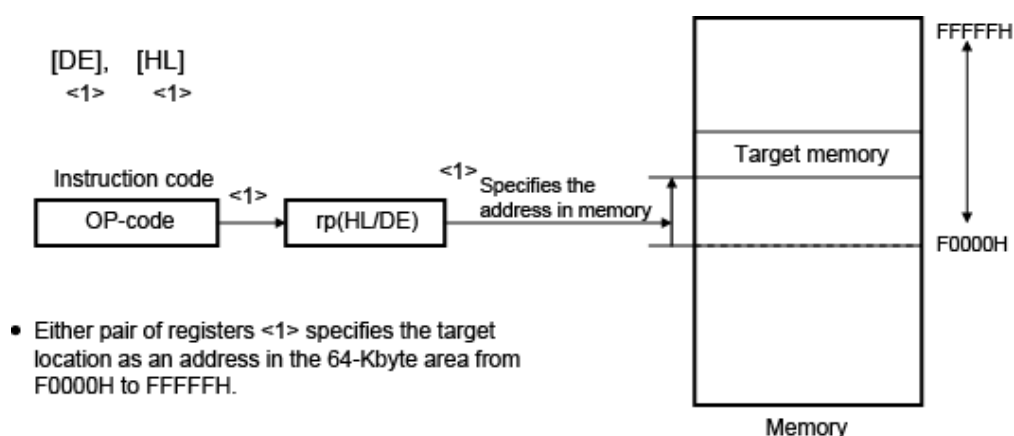 [DE], [HL]
<1> <1>
Instruction code
OP-code
<1>
rp(HL/DE)
<1>
Specifies the
address in memory
Target memory
FFFFFH
F0000H
Memory
• Either pair of registers <1> specifies the target
location as an address in the 64-Kbyte area from
F0000H to FFFFFH.